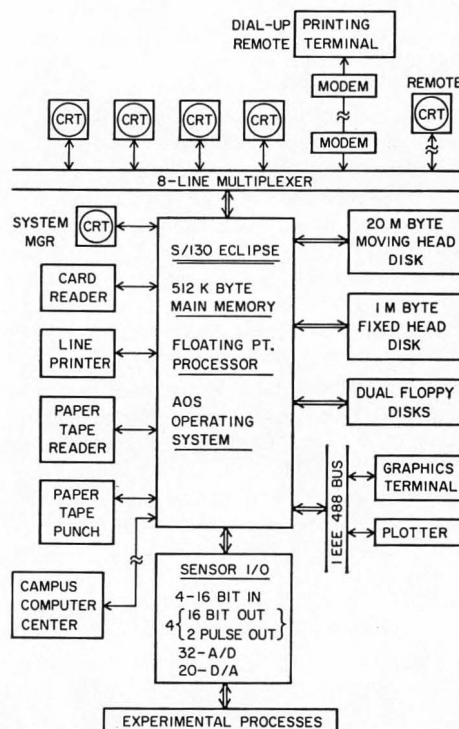 DIAL-UP
REMOTE
PRINTING
TERMINAL
MODEM
MODEM
REMOTE
CRT
CRT
CRT
CRT
CRT
8-LINE MULTIPLEXER
SYSTEM
MGR
CRT
CARD
READER
LINE
PRINTER
PAPER
TAPE
READER
PAPER
TAPE
PUNCH
CAMPUS
COMPUTER
CENTER
S/130 ECLIPSE
512 K BYTE
MAIN MEMORY
FLOATING PT.
PROCESSOR
AOS
OPERATING
SYSTEM
20 M BYTE
MOVING HEAD
DISK
1 M BYTE
FIXED HEAD
DISK
DUAL FLOPPY
DISKS
IEEE 488 BUS
GRAPHICS
TERMINAL
PLOTTER
SENSOR I/O
4-16 BIT IN
4{16 BIT OUT
2 PULSE OUT}
32-A/D
20-D/A
EXPERIMENTAL PROCESSES